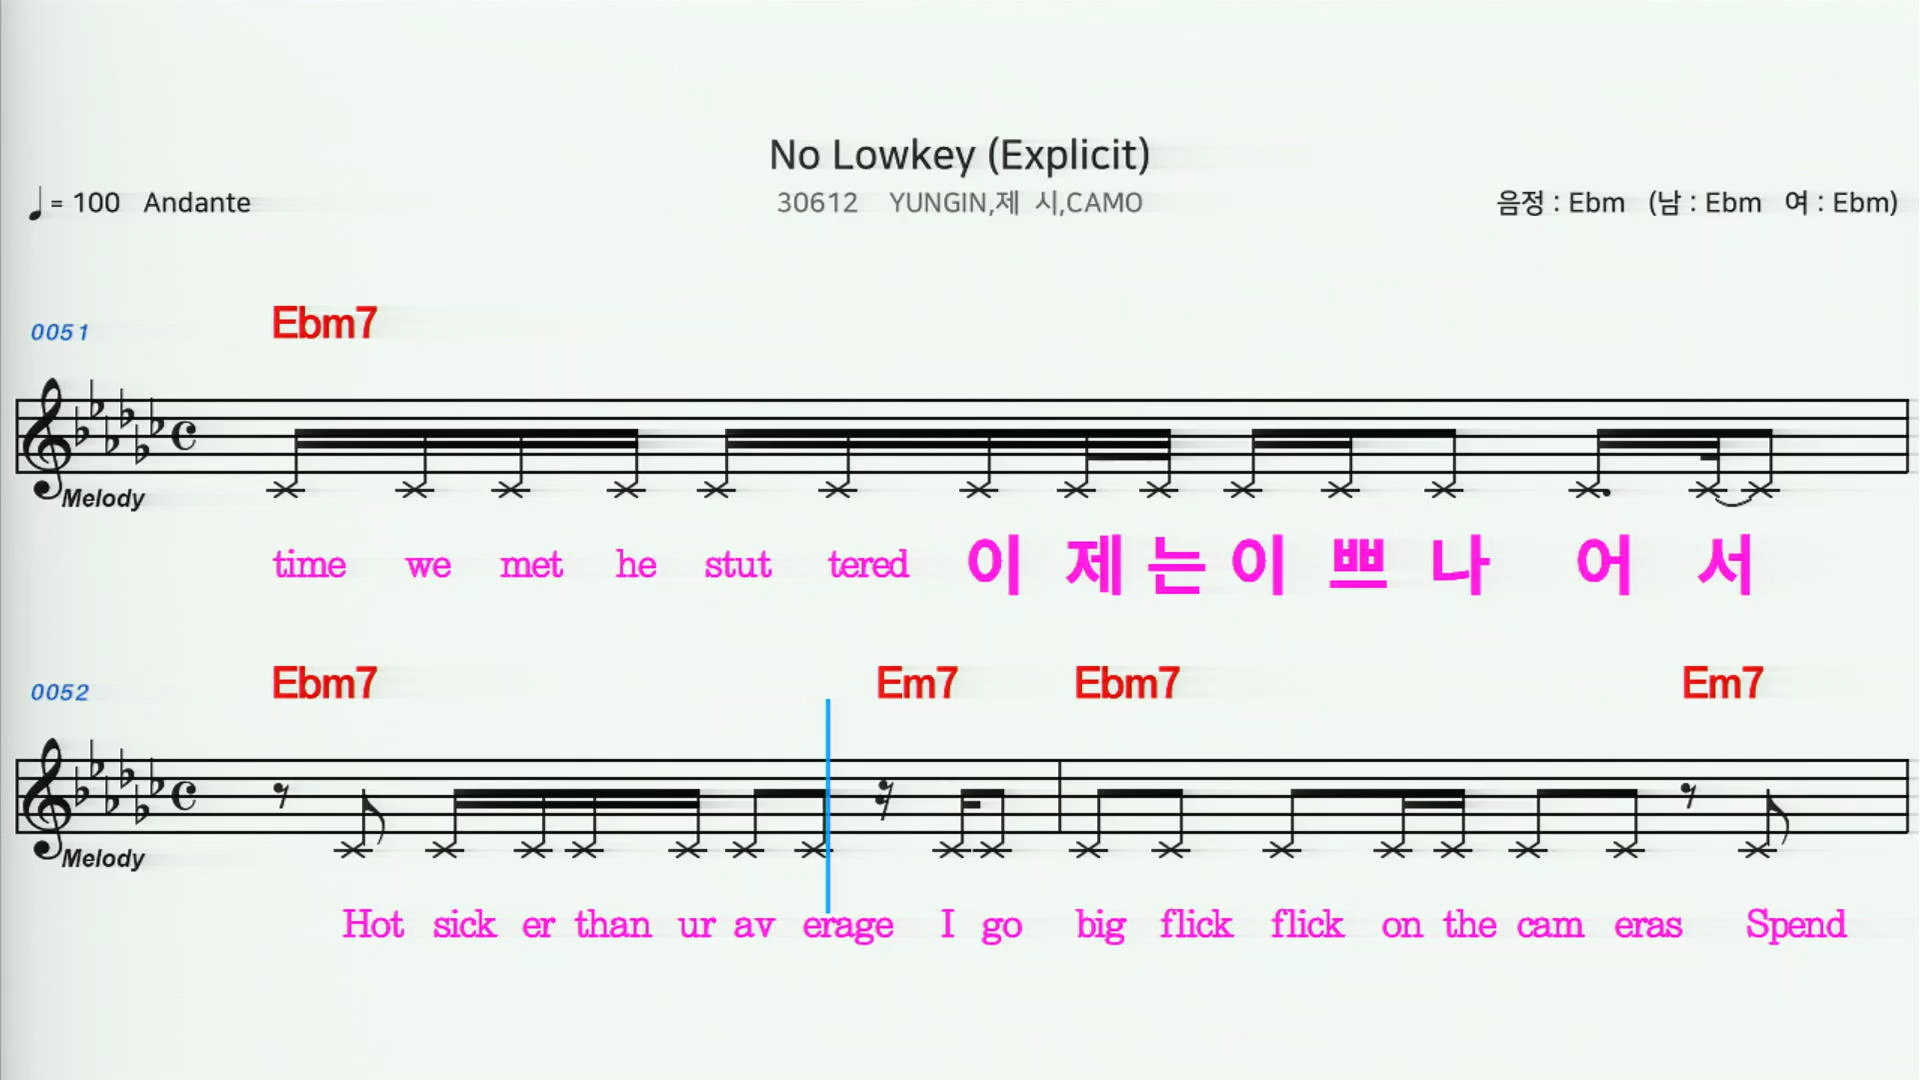 No Lowkey (Explicit)
♩= 100 Andante
30612 YUNGIN,제 시,CAMO
음정 : Ebm (남 : Ebm 여 : Ebm)
0051 Ebm7
Melody
time we met he stut tered 이 제 는 이 쁘 나 어 서
0052 Ebm7 Em7 Ebm7 Em7
Melody
Hot sick er than ur av erage I go big flick flick on the cam eras Spend